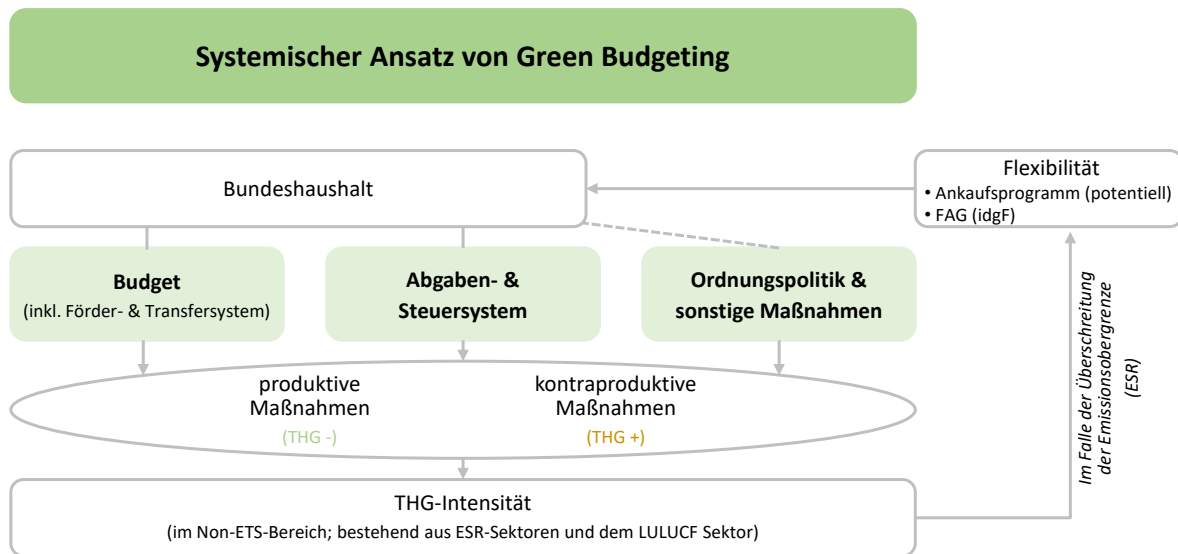 Systemischer Ansatz von Green Budgeting
Bundeshaushalt
Flexibilität
• Ankaufsprogramm (potentiell)
• FAG (idgF)
Budget
(inkl. Förder- & Transfersystem)
Abgaben- &
Steuersystem
Ordnungspolitik &
sonstige Maßnahmen
Im Falle der Überschreitung
der Emissionsobergrenze
(ESR)
produktive
Maßnahmen
(THG -)
kontraproduktive
Maßnahmen
(THG +)
THG-Intensität
(im Non-ETS-Bereich; bestehend aus ESR-Sektoren und dem LULUCF Sektor)